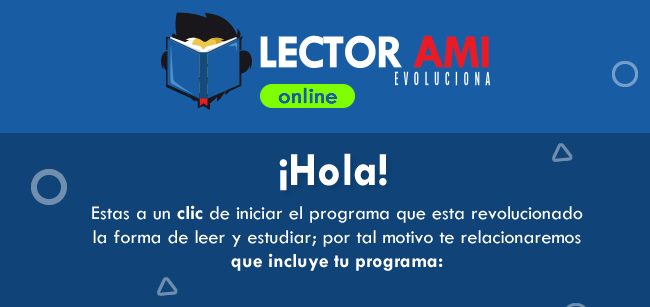 LECTOR AMI
EVOLUCIONA
online
¡Hola!
Estas a un clic de iniciar el programa que esta revolucionado
la forma de leer y estudiar; por tal motivo te relacionaremos
que incluye tu programa: